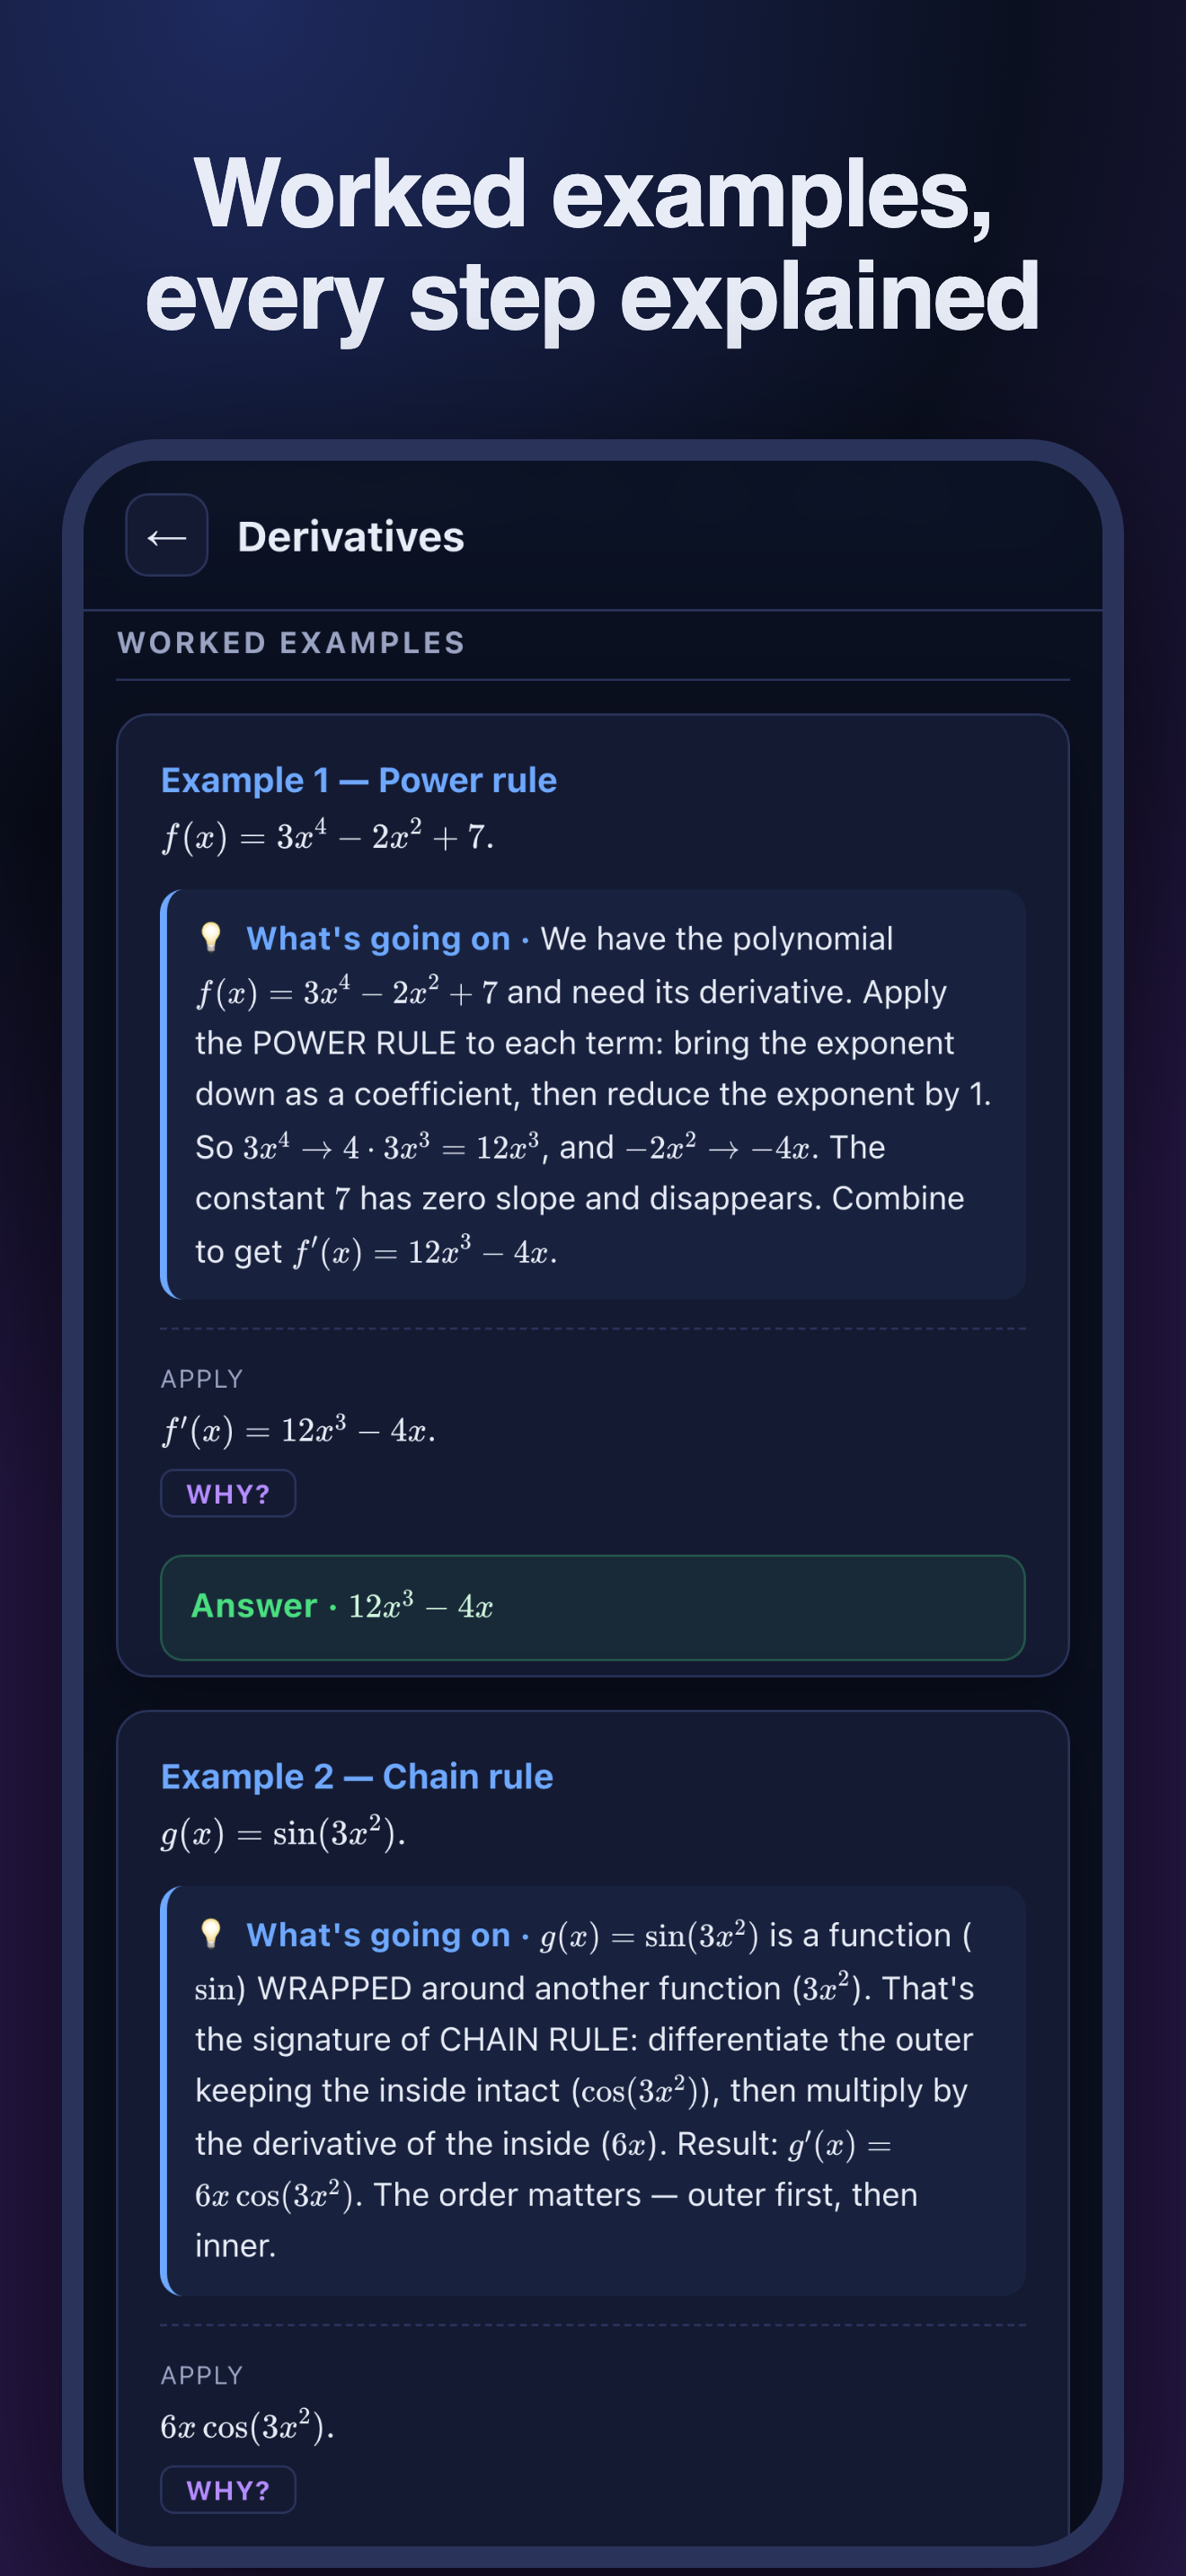 Worked examples,
every step explained
← Derivatives
WORKED EXAMPLES
Example 1 — Power rule
f(x) = 3x⁴ − 2x² + 7.
💡 What's going on · We have the polynomial
f(x) = 3x⁴ − 2x² + 7 and need its derivative. Apply
the POWER RULE to each term: bring the exponent
down as a coefficient, then reduce the exponent by 1.
So 3x⁴ → 4 · 3x³ = 12x³, and −2x² → −4x. The
constant 7 has zero slope and disappears. Combine
to get f′(x) = 12x³ − 4x.
APPLY
f′(x) = 12x³ − 4x.
WHY?
Answer · 12x³ − 4x
Example 2 — Chain rule
g(x) = sin(3x²).
💡 What's going on · g(x) = sin(3x²) is a function (
sin) WRAPPED around another function (3x²). That's
the signature of CHAIN RULE: differentiate the outer
keeping the inside intact (cos(3x²)), then multiply by
the derivative of the inside (6x). Result: g′(x) =
6x cos(3x²). The order matters — outer first, then
inner.
APPLY
6x cos(3x²).
WHY?